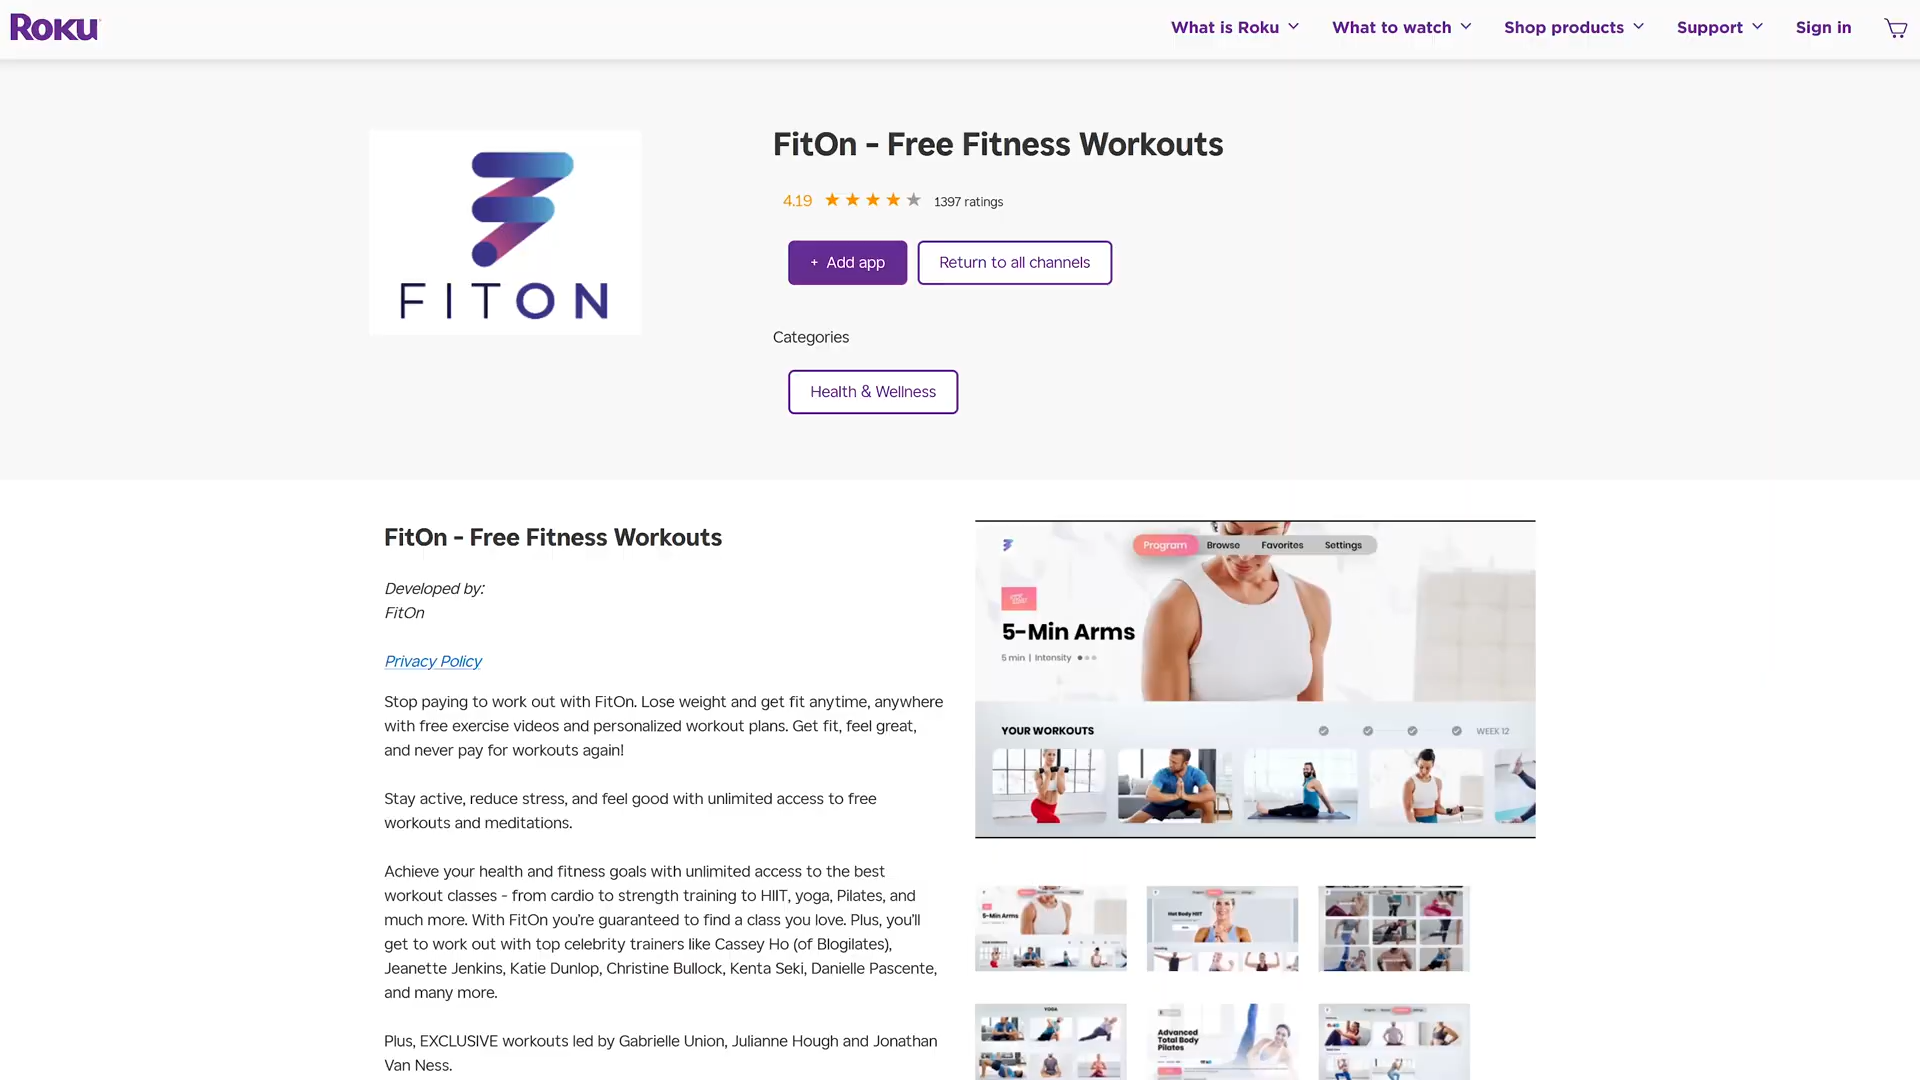 Roku
What is Roku
What to watch
Shop products
Support
Sign in
FITON
FitOn - Free Fitness Workouts
4.19
1397 ratings
+ Add app
Return to all channels
Categories
Health & Wellness
FitOn - Free Fitness Workouts
Developed by:
FitOn
Privacy Policy
Stop paying to work out with FitOn. Lose weight and get fit anytime, anywhere
with free exercise videos and personalized workout plans. Get fit, feel great,
and never pay for workouts again!
Stay active, reduce stress, and feel good with unlimited access to free
workouts and meditations.
Achieve your health and fitness goals with unlimited access to the best
workout classes - from cardio to strength training to HIIT, yoga, Pilates, and
much more. With FitOn you're guaranteed to find a class you love. Plus, you'll
get to work out with top celebrity trainers like Cassey Ho (of Blogilates),
Jeanette Jenkins, Katie Dunlop, Christine Bullock, Kenta Seki, Danielle Pascente,
and many more.
Plus, EXCLUSIVE workouts led by Gabrielle Union, Julianne Hough and Jonathan
Van Ness.
Program Browse Favorites Settings
5-Min Arms
5 min | Intensity
YOUR WORKOUTS
WEEK 12
5-Min Arms
Hot Body HIIT
YOGA
Advanced
Total Body
Pilates